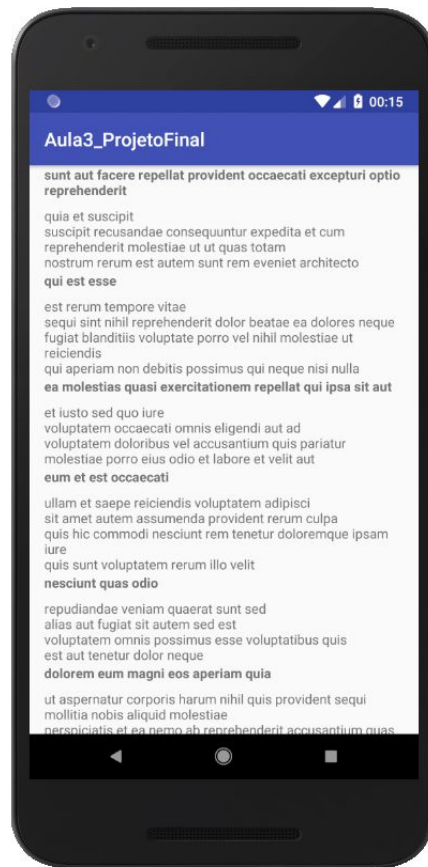 00:15
Aula3_ProjetoFinal
sunt aut facere repellat provident occaecati excepturi optio
reprehenderit
quia et suscipit
suscipit recusandae consequuntur expedita et cum
reprehenderit molestiae ut ut quas totam
nostrum rerum est autem sunt rem eveniet architecto
qui est esse
est rerum tempore vitae
sequi sint nihil reprehenderit dolor beatae ea dolores neque
fugiat blanditiis voluptate porro vel nihil molestiae ut
reiciendis
qui aperiam non debitis possimus qui neque nisi nulla
ea molestias quasi exercitationem repellat qui ipsa sit aut
et iusto sed quo iure
voluptatem occaecati omnis eligendi aut ad
voluptatem doloribus vel accusantium quis pariatur
molestiae porro eius odio et labore et velit aut
eum et est occaecati
ullam et saepe reiciendis voluptatem adipisci
sit amet autem assumenda provident rerum culpa
quis hic commodi nesciunt rem tenetur doloremque ipsam
iure
quis sunt voluptatem rerum illo velit
nesciunt quas odio
repudiandae veniam quaerat sunt sed
alias aut fugiat sit autem sed est
voluptatem omnis possimus esse voluptatibus quis
est aut tenetur dolor neque
dolorem eum magni eos aperiam quia
ut aspernatur corporis harum nihil quis provident sequi
mollitia nobis aliquid molestiae
perspiciatis et ea nemo ab reprehenderit accusantium quas